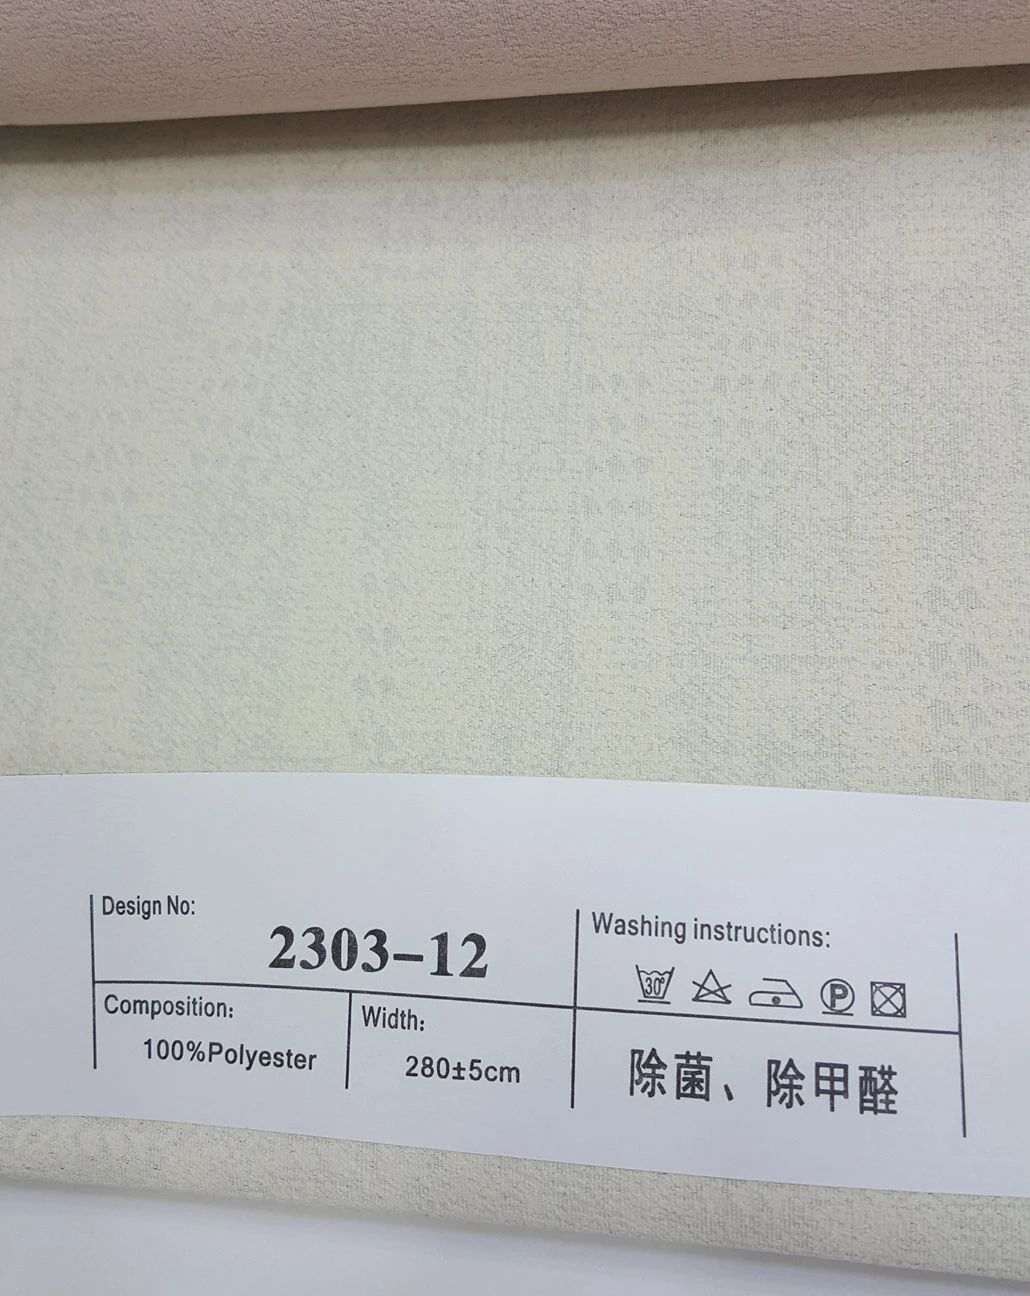 Design No:
2303-12
Composition:
100%Polyester
Width:
280±5cm
Washing instructions:
30°
P
除菌、除甲醛